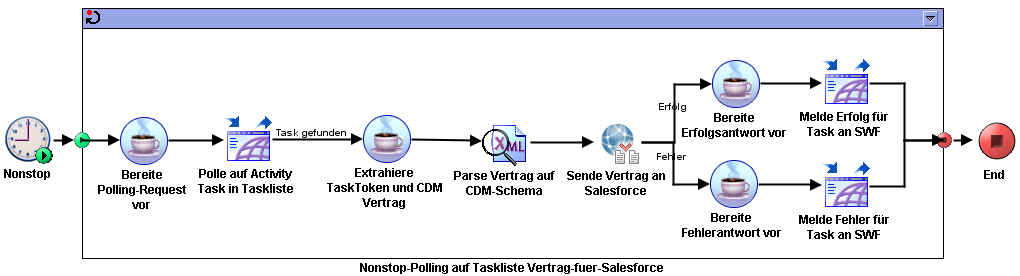 Nonstop
Bereite
Polling-Request
vor
Polle auf Activity
Task in Taskliste
Task gefunden
Extrahiere
TaskToken und CDM
Vertrag
XML
Parse Vertrag auf
CDM-Schema
Sende Vertrag an
Salesforce
Erfolg
Bereite
Erfolgsantwort vor
Melde Erfolg für
Task an SWF
Fehler
Bereite
Fehlerantwort vor
Melde Fehler für
Task an SWF
End
Nonstop-Polling auf Taskliste Vertrag-fuer-Salesforce